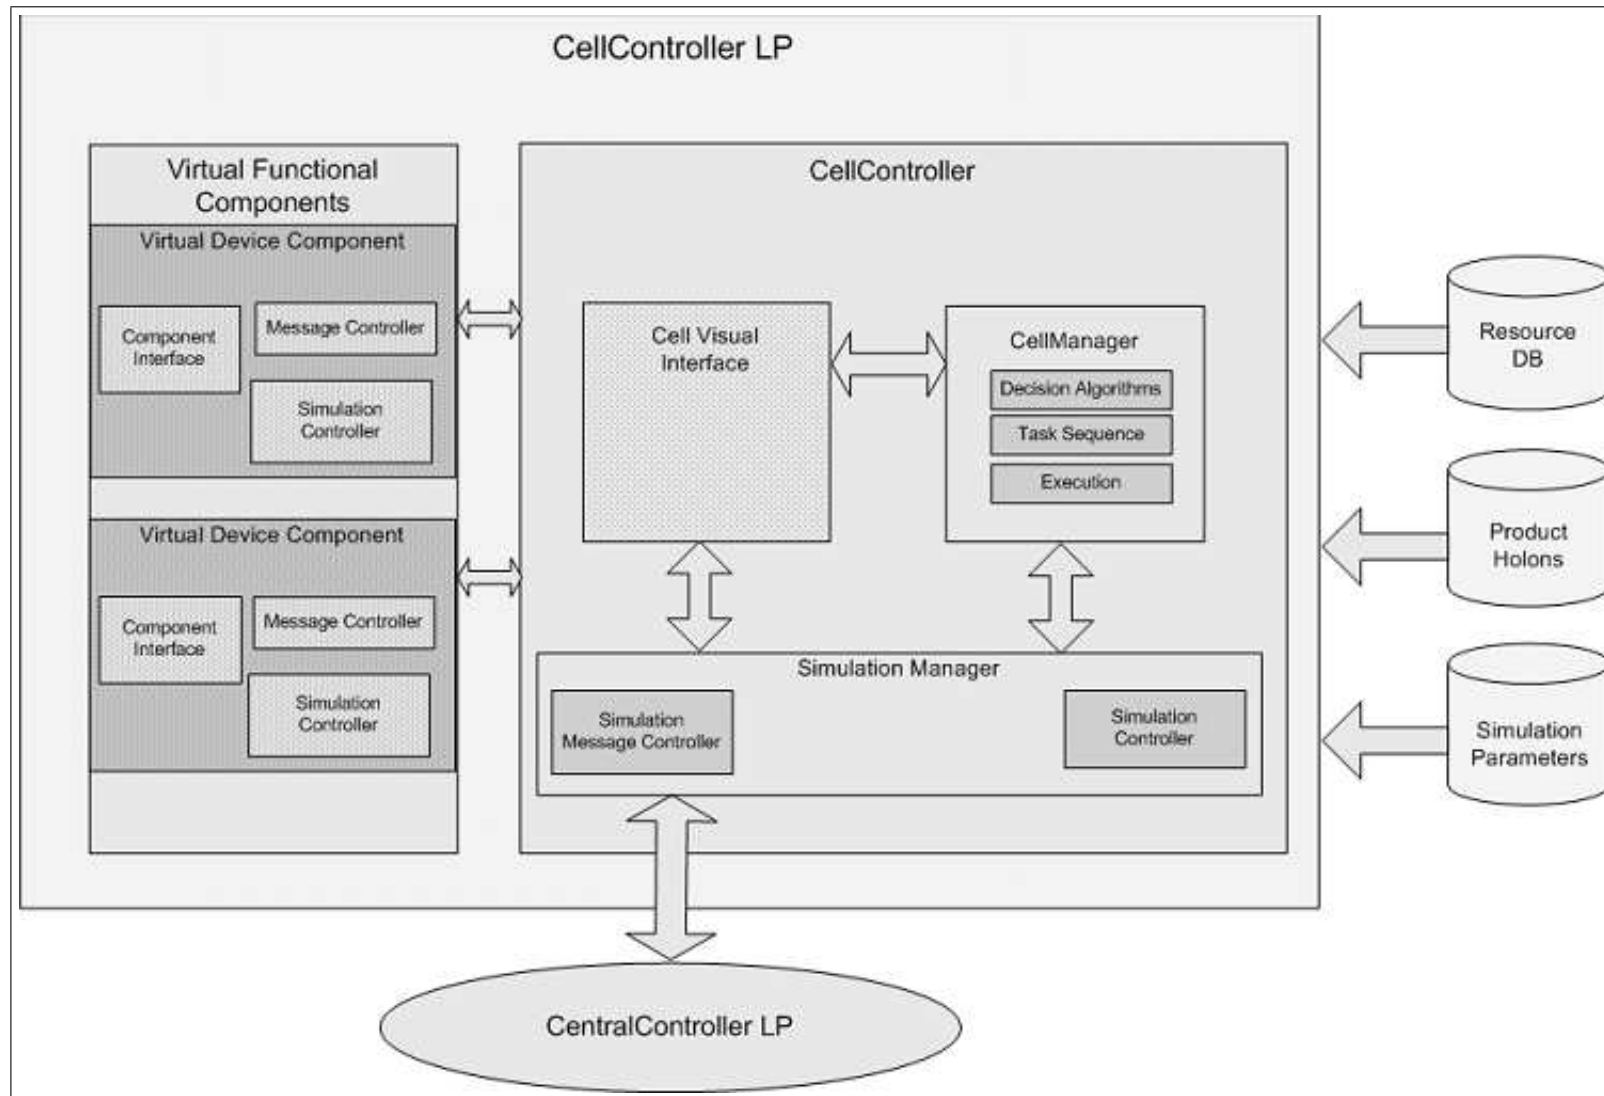 CellController LP
Virtual Functional
Components
Virtual Device Component
Component
Interface
Message Controller
Simulation
Controller
Virtual Device Component
Component
Interface
Message Controller
Simulation
Controller
CellController
Cell Visual
Interface
CellManager
Decision Algorithms
Task Sequence
Execution
Simulation Manager
Simulation
Message Controller
Simulation
Controller
Resource
DB
Product
Holons
Simulation
Parameters
CentralController LP